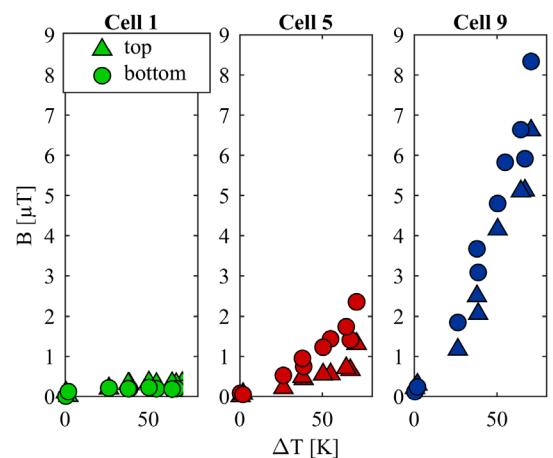 Cell 1 Cell 5 Cell 9
9 9 9
top
bottom
8 8 8
7 7 7
6 6 6
5 5 5
4 4 4
3 3 3
2 2 2
1 1 1
0 0 0
0 50 0 50 0 50
B [µT]
ΔT [K]